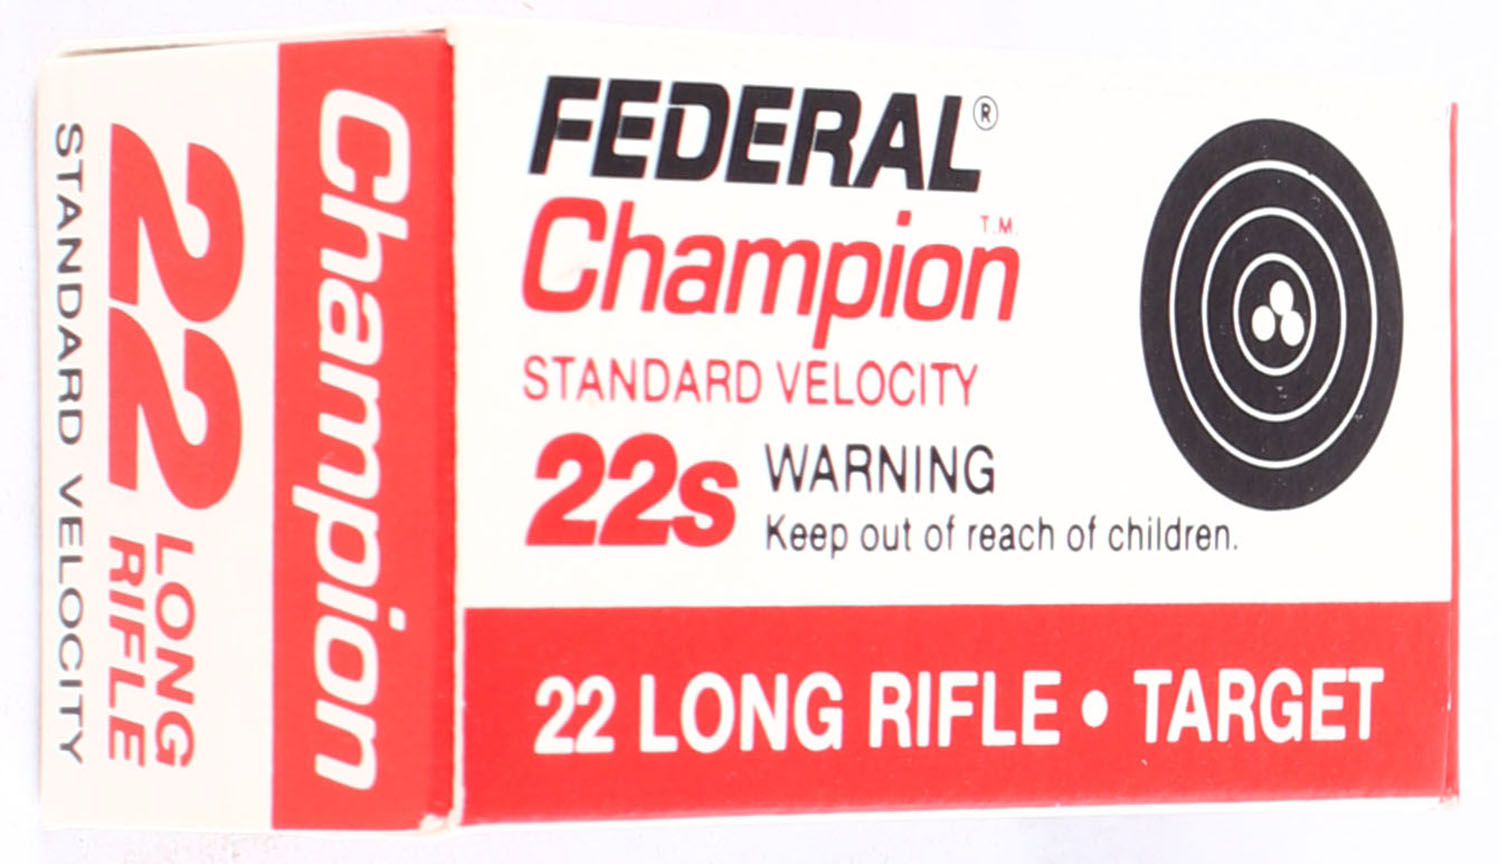 FEDERAL®
Champion T.M.
STANDARD VELOCITY
22s
WARNING
Keep out of reach of children.
22 LONG RIFLE • TARGET
Champion
22 LONG
RIFLE
STANDARD VELOCITY